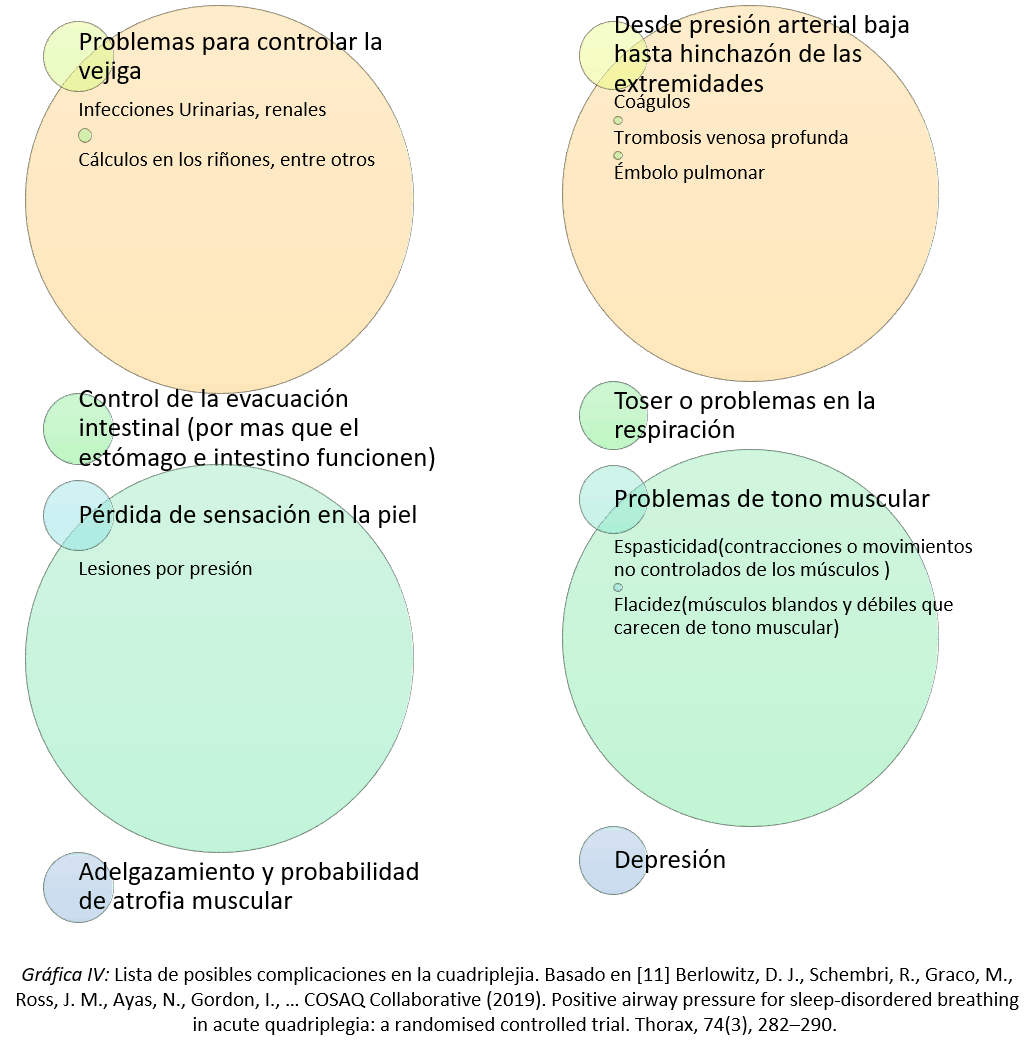 Problemas para controlar la
vejiga
Infecciones Urinarias, renales
Cálculos en los riñones, entre otros
Control de la evacuación
intestinal (por mas que el
estómago e intestino funcionen)
Pérdida de sensación en la piel
Lesiones por presión
Adelgazamiento y probabilidad
de atrofia muscular
Desde presión arterial baja
hasta hinchazón de las
extremidades
Coágulos
Trombosis venosa profunda
Émbolo pulmonar
Toser o problemas en la
respiración
Problemas de tono muscular
Espasticidad(contracciones o movimientos
no controlados de los músculos )
Flacidez(músculos blandos y débiles que
carecen de tono muscular)
Depresión
Gráfica IV: Lista de posibles complicaciones en la cuadriplejia. Basado en [11] Berlowitz, D. J., Schembri, R., Graco, M.,
Ross, J. M., Ayas, N., Gordon, I., ... COSAQ Collaborative (2019). Positive airway pressure for sleep-disordered breathing
in acute quadriplegia: a randomised controlled trial. Thorax, 74(3), 282–290.